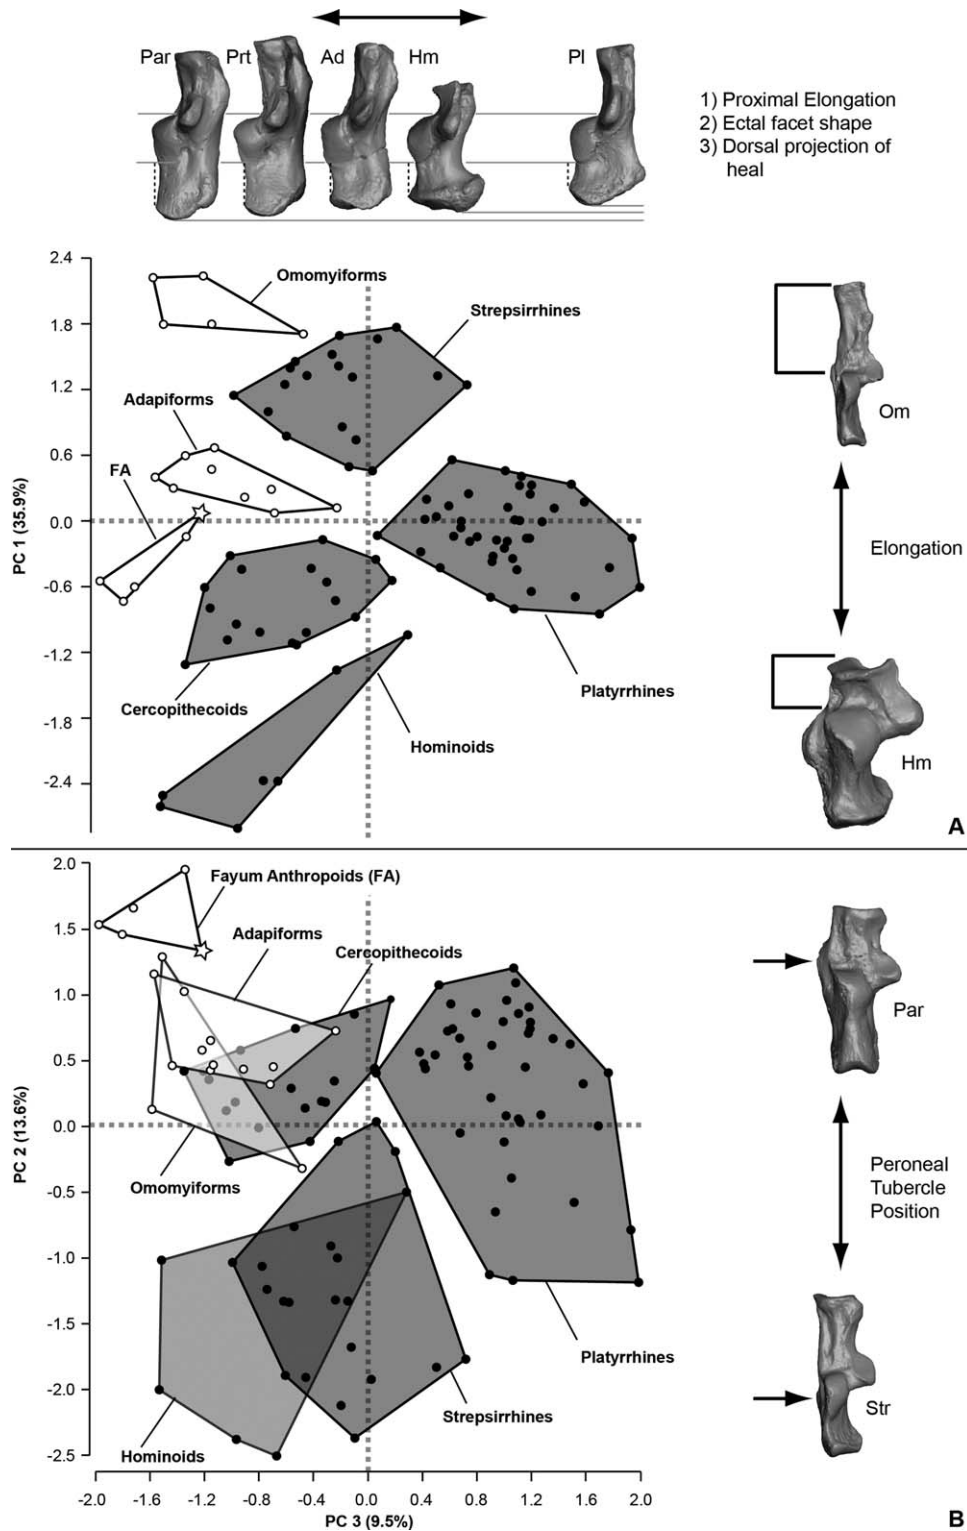 Par Prt Ad Hm Pl
1) Proximal Elongation
2) Ectal facet shape
3) Dorsal projection of
heal
2.4
1.8
1.2
0.6
0.0
-0.6
-1.2
-1.8
-2.4
PC 1 (35.9%)
Omomyiforms
Strepsirrhines
Adapiforms
FA
Cercopithecoids
Platyrrhines
Hominoids
Om
Elongation
Hm
A
2.0
1.5
1.0
0.5
0.0
-0.5
-1.0
-1.5
-2.0
-2.5
PC 2 (13.6%)
Fayum Anthropoids (FA)
Adapiforms
Cercopithecoids
Omomyiforms
Platyrrhines
Strepsirrhines
Hominoids
Par
Peroneal
Tubercle
Position
Str
-2.0 -1.6 -1.2 -0.8 -0.4 0.0 0.4 0.8 1.2 1.6 2.0
PC 3 (9.5%)
B